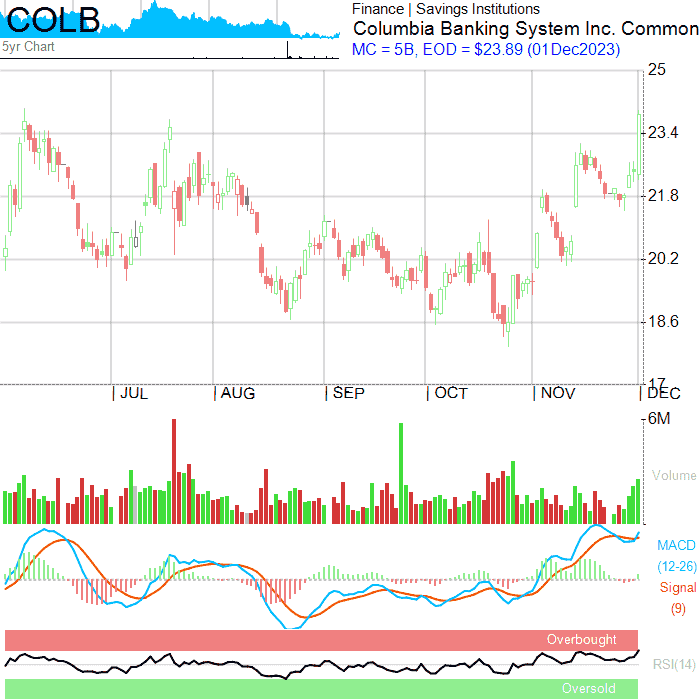 COLB
5yr Chart
Finance | Savings Institutions
Columbia Banking System Inc. Common
MC = 5B, EOD = $23.89 (01Dec2023)
25
23.4
21.8
20.2
18.6
17
JUL AUG SEP OCT NOV DEC
6M
Volume
MACD
(12-26)
Signal
(9)
Overbought
RSI(14)
Oversold